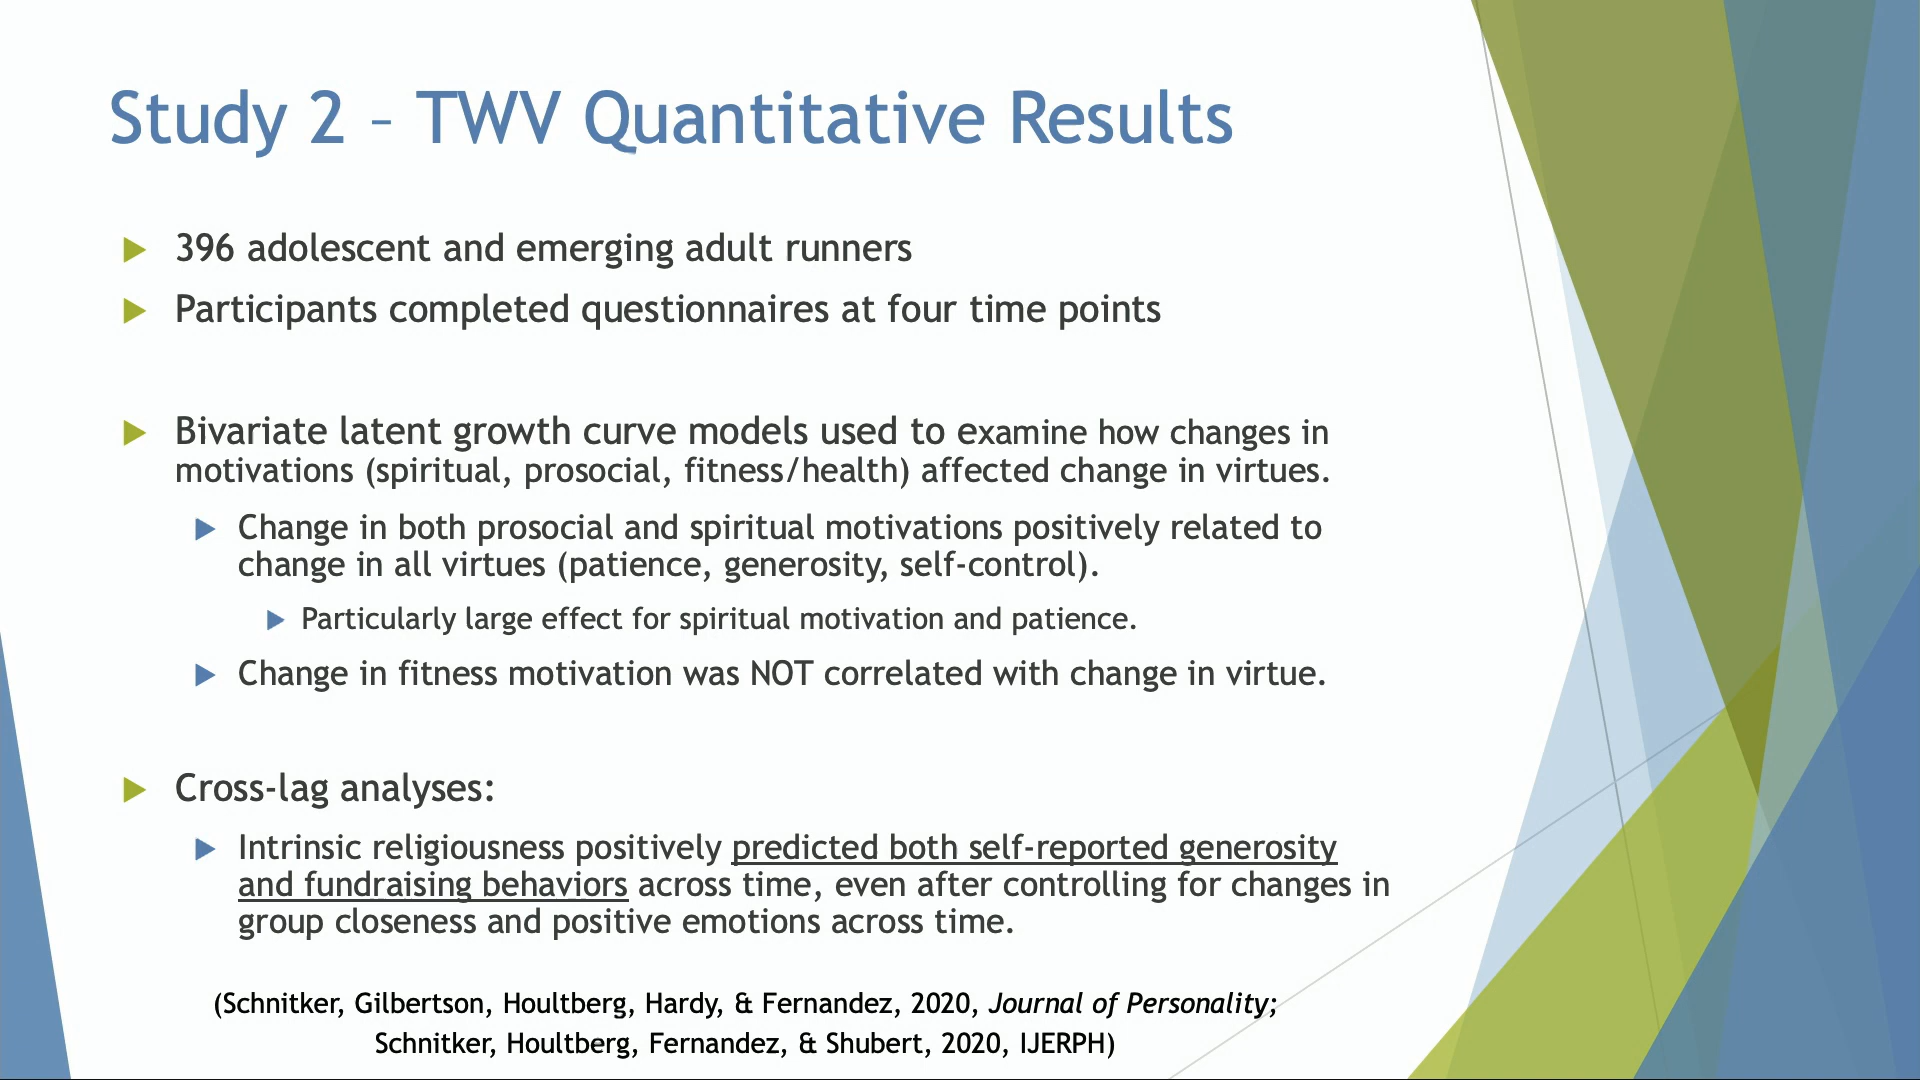 Study 2 – TWV Quantitative Results
396 adolescent and emerging adult runners
Participants completed questionnaires at four time points
Bivariate latent growth curve models used to examine how changes in
motivations (spiritual, prosocial, fitness/health) affected change in virtues.
Change in both prosocial and spiritual motivations positively related to
change in all virtues (patience, generosity, self-control).
Particularly large effect for spiritual motivation and patience.
Change in fitness motivation was NOT correlated with change in virtue.
Cross-lag analyses:
Intrinsic religiousness positively predicted both self-reported generosity
and fundraising behaviors across time, even after controlling for changes in
group closeness and positive emotions across time.
(Schnitker, Gilbertson, Houltberg, Hardy, & Fernandez, 2020, Journal of Personality;
Schnitker, Houltberg, Fernandez, & Shubert, 2020, IJERPH)